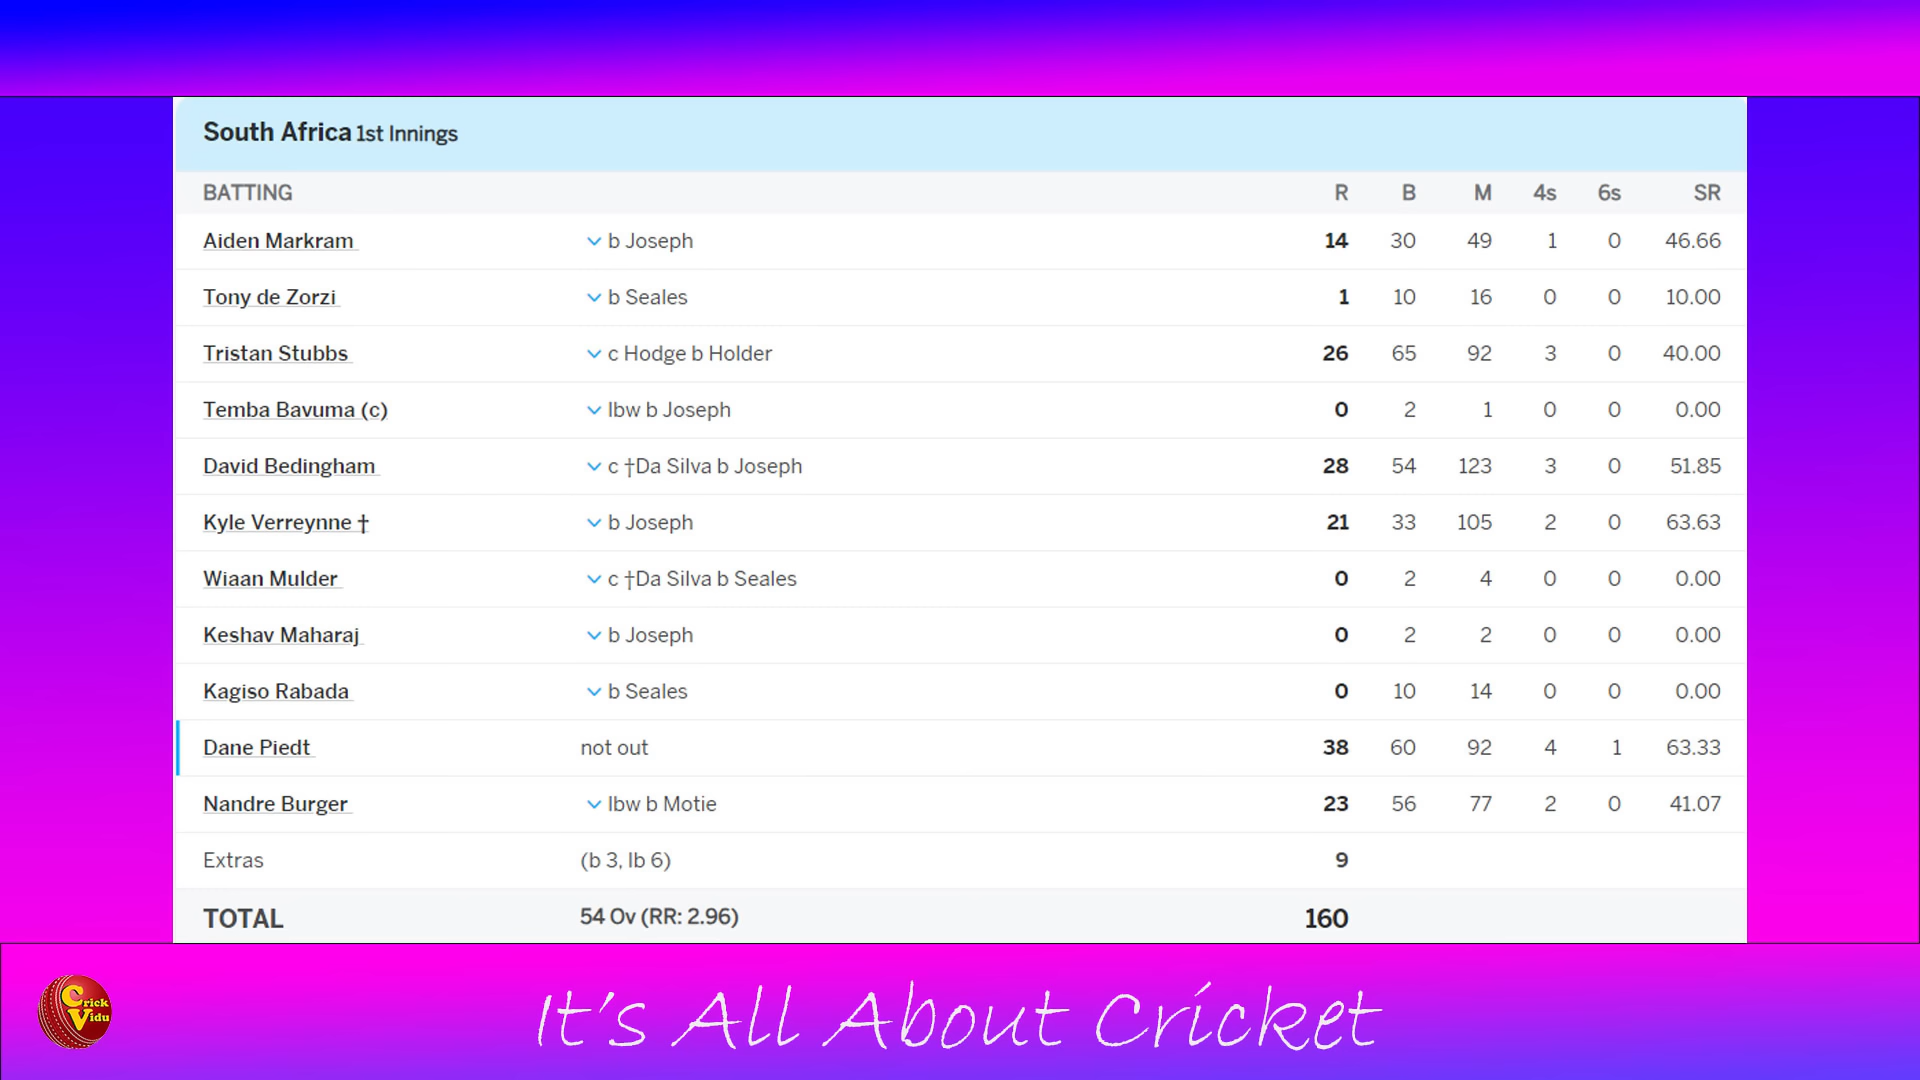 South Africa 1st Innings
BATTING R B M 4s 6s SR
Aiden Markram b Joseph 14 30 49 1 0 46.66
Tony de Zorzi b Seales 1 10 16 0 0 10.00
Tristan Stubbs c Hodge b Holder 26 65 92 3 0 40.00
Temba Bavuma (c) lbw b Joseph 0 2 1 0 0 0.00
David Bedingham c †Da Silva b Joseph 28 54 123 3 0 51.85
Kyle Verreynne † b Joseph 21 33 105 2 0 63.63
Wiaan Mulder c †Da Silva b Seales 0 2 4 0 0 0.00
Keshav Maharaj b Joseph 0 2 2 0 0 0.00
Kagiso Rabada b Seales 0 10 14 0 0 0.00
Dane Piedt not out 38 60 92 4 1 63.33
Nandre Burger lbw b Motie 23 56 77 2 0 41.07
Extras (b 3, lb 6) 9
TOTAL 54 Ov (RR: 2.96) 160
Crick
Vidu
It's All About Cricket